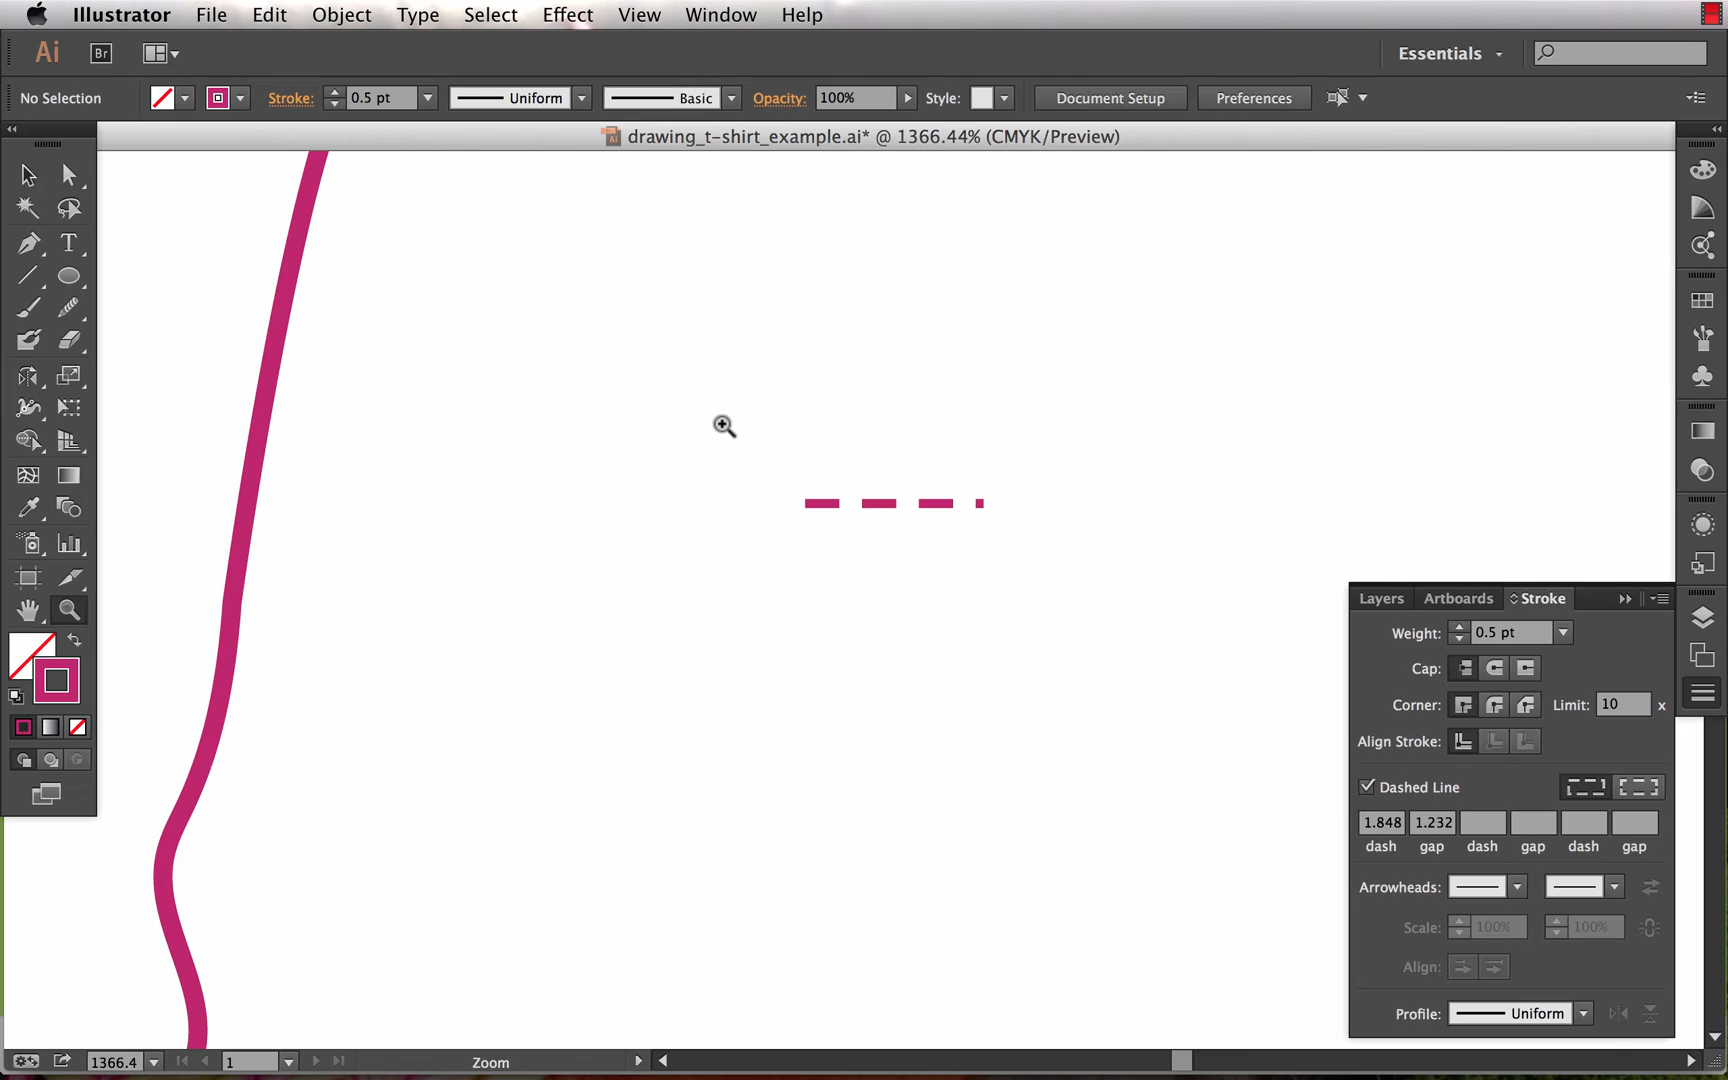 Illustrator File Edit Object Type Select Effect View Window Help
Ai Br Essentials
No Selection Stroke: 0.5 pt Uniform Basic Opacity: 100% Style: Document Setup Preferences
drawing_t-shirt_example.ai* @ 1366.44% (CMYK/Preview)
Layers Artboards Stroke
Weight: 0.5 pt
Cap:
Corner: Limit: 10 x
Align Stroke:
Dashed Line
1.848 1.232
dash gap dash gap dash gap
Arrowheads:
Scale: 100% 100%
Align:
Profile: Uniform
1366.4 1 Zoom